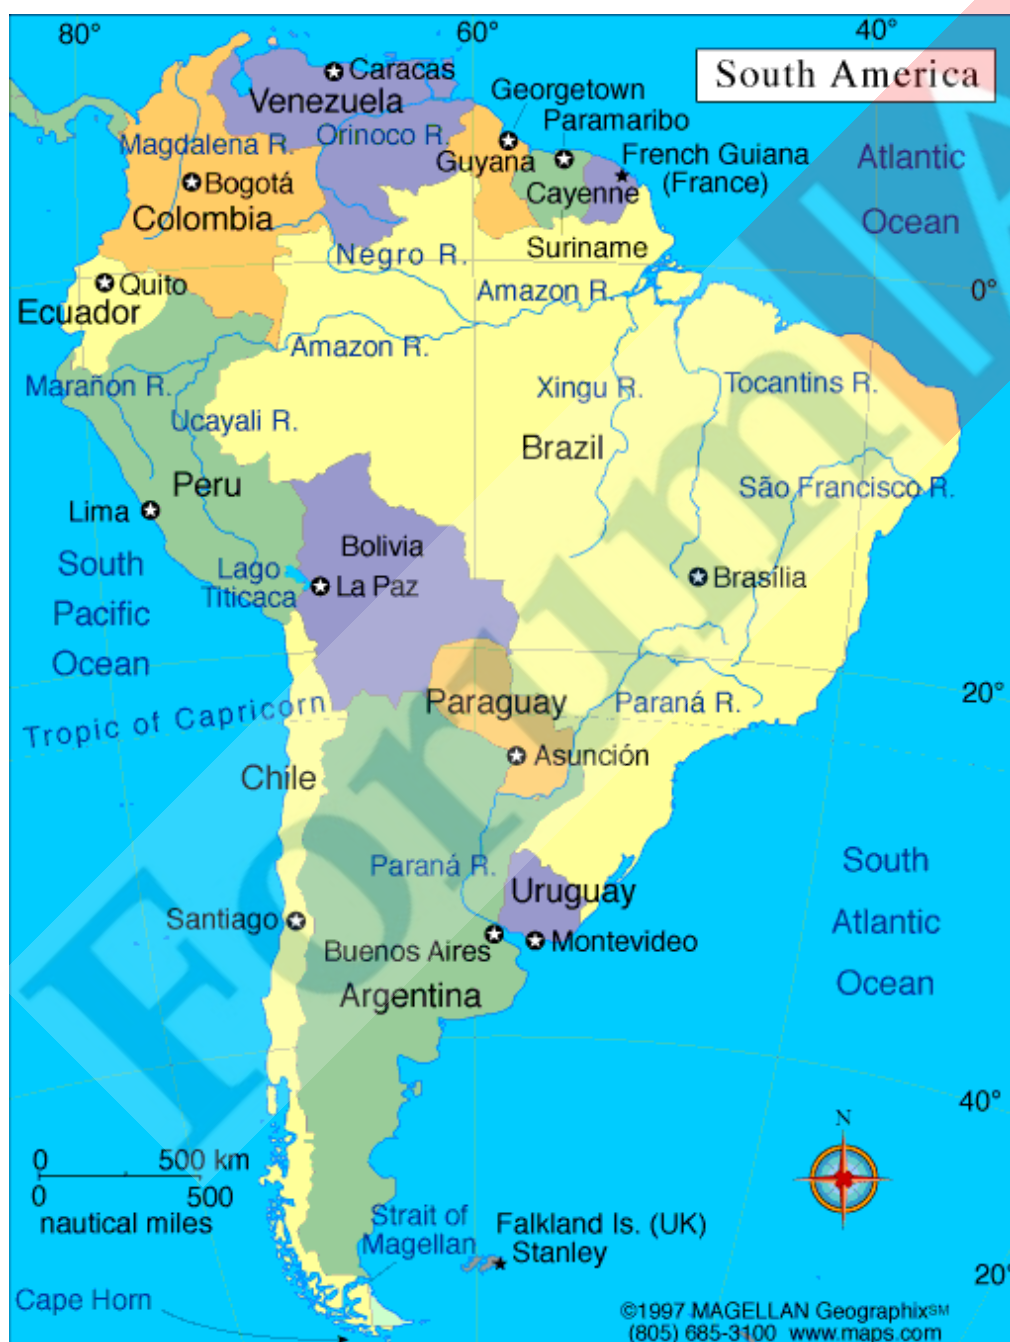 80°
60°
40°
South America
Caracas
Venezuela
Georgetown
Paramaribo
Magdalena R.
Orinoco R.
Guyana
French Guiana
(France)
Cayenne
Atlantic
Ocean
Bogotá
Colombia
Suriname
Negro R.
Quito
Ecuador
Amazon R.
0°
Amazon R.
Marañon R.
Xingu R.
Tocantins R.
Ucayali R.
Brazil
Peru
São Francisco R.
Lima
South
Pacific
Ocean
Bolivia
Lago
Titicaca
La Paz
Brasilia
20°
Tropic of Capricorn
Paraguay
Paraná R.
Asunción
Chile
Paraná R.
South
Atlantic
Ocean
Uruguay
Santiago
Buenos Aires
Montevideo
Argentina
40°
N
0 500 km
0 500
nautical miles
Strait of
Magellan
Falkland Is. (UK)
Stanley
20°
Cape Horn
©1997 MAGELLAN Geographix℠
(805) 685-3100 www.maps.com